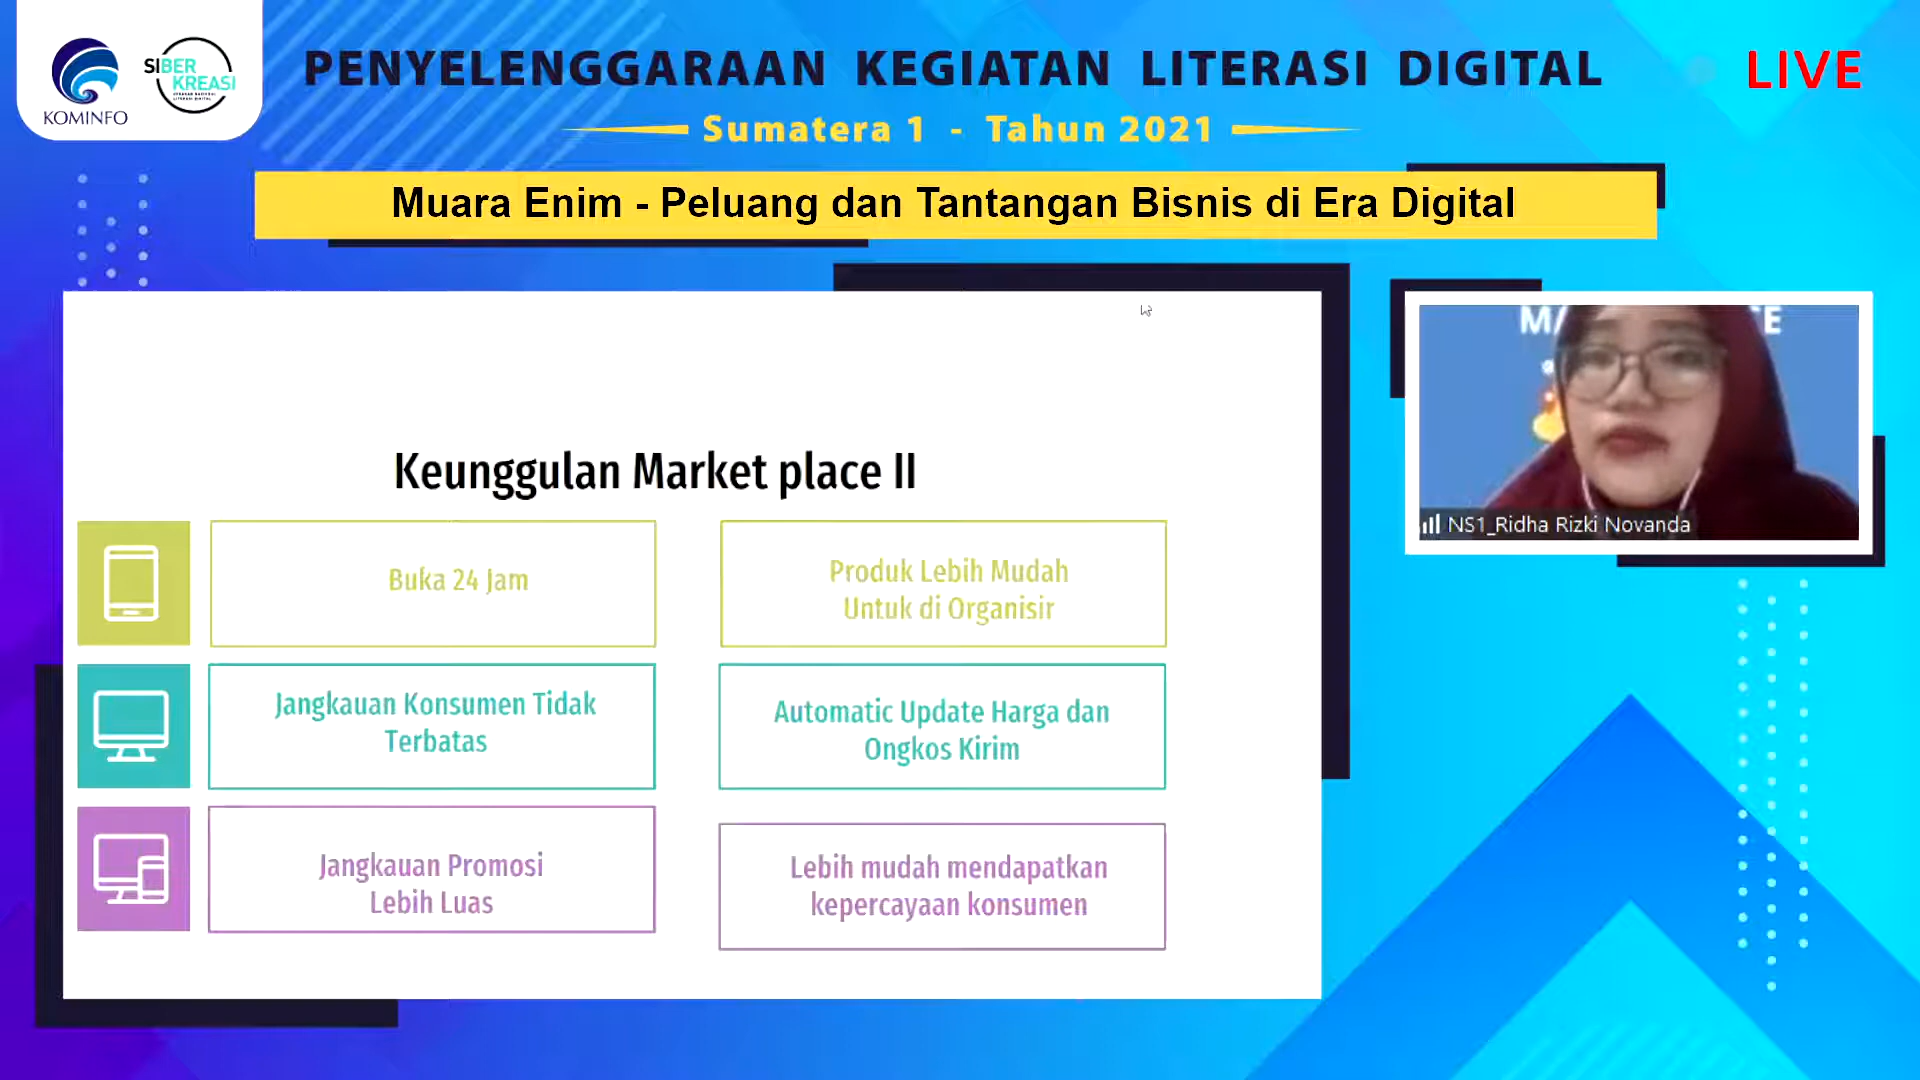 KOMINFO
SIBER
KREASI
PENYELENGGARAAN KEGIATAN LITERASI DIGITAL
LIVE
Sumatera 1 - Tahun 2021
Muara Enim - Peluang dan Tantangan Bisnis di Era Digital
Keunggulan Market place II
Buka 24 Jam
Produk Lebih Mudah
Untuk di Organisir
Jangkauan Konsumen Tidak
Terbatas
Automatic Update Harga dan
Ongkos Kirim
Jangkauan Promosi
Lebih Luas
Lebih mudah mendapatkan
kepercayaan konsumen
NS1_Ridha Rizki Novanda